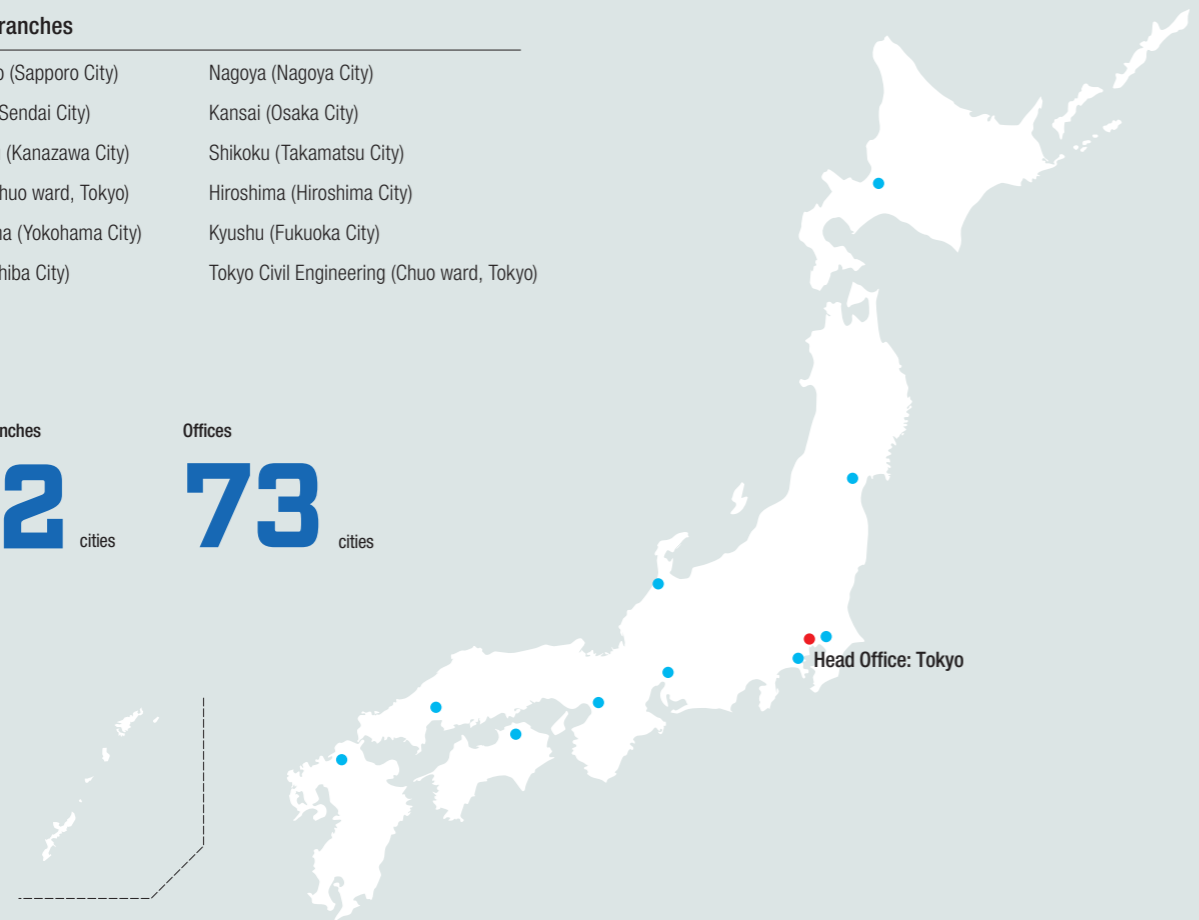 ranches
o (Sapporo City)
Sendai City)
(Kanazawa City)
huo ward, Tokyo)
na (Yokohama City)
hiba City)
Nagoya (Nagoya City)
Kansai (Osaka City)
Shikoku (Takamatsu City)
Hiroshima (Hiroshima City)
Kyushu (Fukuoka City)
Tokyo Civil Engineering (Chuo ward, Tokyo)
nches
2 cities
Offices
73 cities
Head Office: Tokyo